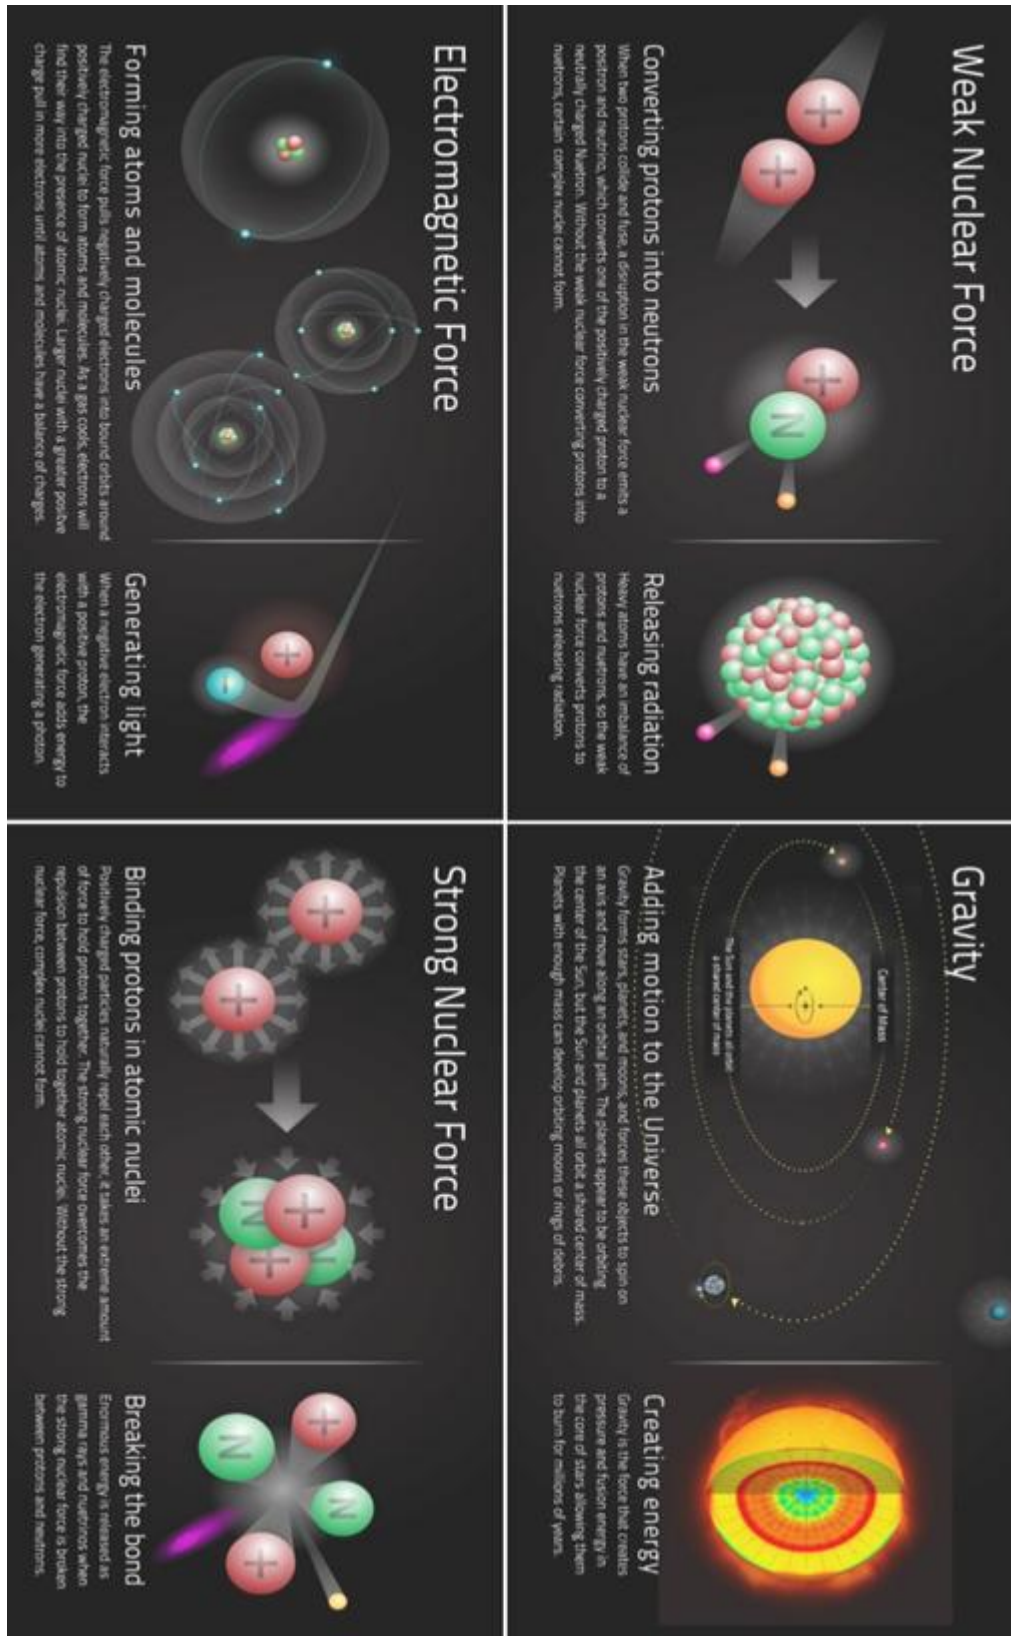 Weak Nuclear Force
Converting protons into neutrons
When two protons collide and fuse, a disruption in the weak nuclear force emits a
positron and neutrino, which converts one of the positively charged proton to a
neutrally charged Nuetron. Without the weak nuclear force converting protons into
nuetrons, certain complex nuclei cannot form.
N
Releasing radiation
Heavy atoms have an imbalance of
protons and nuetrons, so the weak
nuclear force converts protons to
nuetrons releasing radiation.
Gravity
Center of Mass
The Sun and the planets all orbit
a shared center of mass
Adding motion to the Universe
Gravity forms stars, planets, and moons, and forces these objects to spin on
an axis and move along an orbital path. The planets appear to be orbiting
the center of the Sun, but the Sun and planets all orbit a shared center of mass.
Planets with enough mass can develop orbiting moons or rings of debris.
Creating energy
Gravity is the force that creates
pressure and fusion energy in
the core of stars allowing them
to burn for millions of years.
Electromagnetic Force
Forming atoms and molecules
The electromagnetic force pulls negatively charged electrons into bound orbits around
positively charged nuclei to form atoms and molecules. As a gas cools, electrons will
find their way into the presence of atomic nuclei. Larger nuclei with a greater positive
charge pull in more electrons until atoms and molecules have a balance of charges.
Generating light
When a negative electron interacts
with a positive proton, the
electromagnetic force adds energy to
the electron generating a photon.
Strong Nuclear Force
Binding protons in atomic nuclei
Positively charged particles naturally repel each other, it takes an extreme amount
of force to hold protons together. The strong nuclear force overcomes the
repulsion between protons to hold together atomic nuclei. Without the strong
nuclear force, complex nuclei cannot form.
N
N
Breaking the bond
Enormous energy is released as
gamma rays and nuetrinos when
the strong nuclear force is broken
between protons and neutrons.
N
N